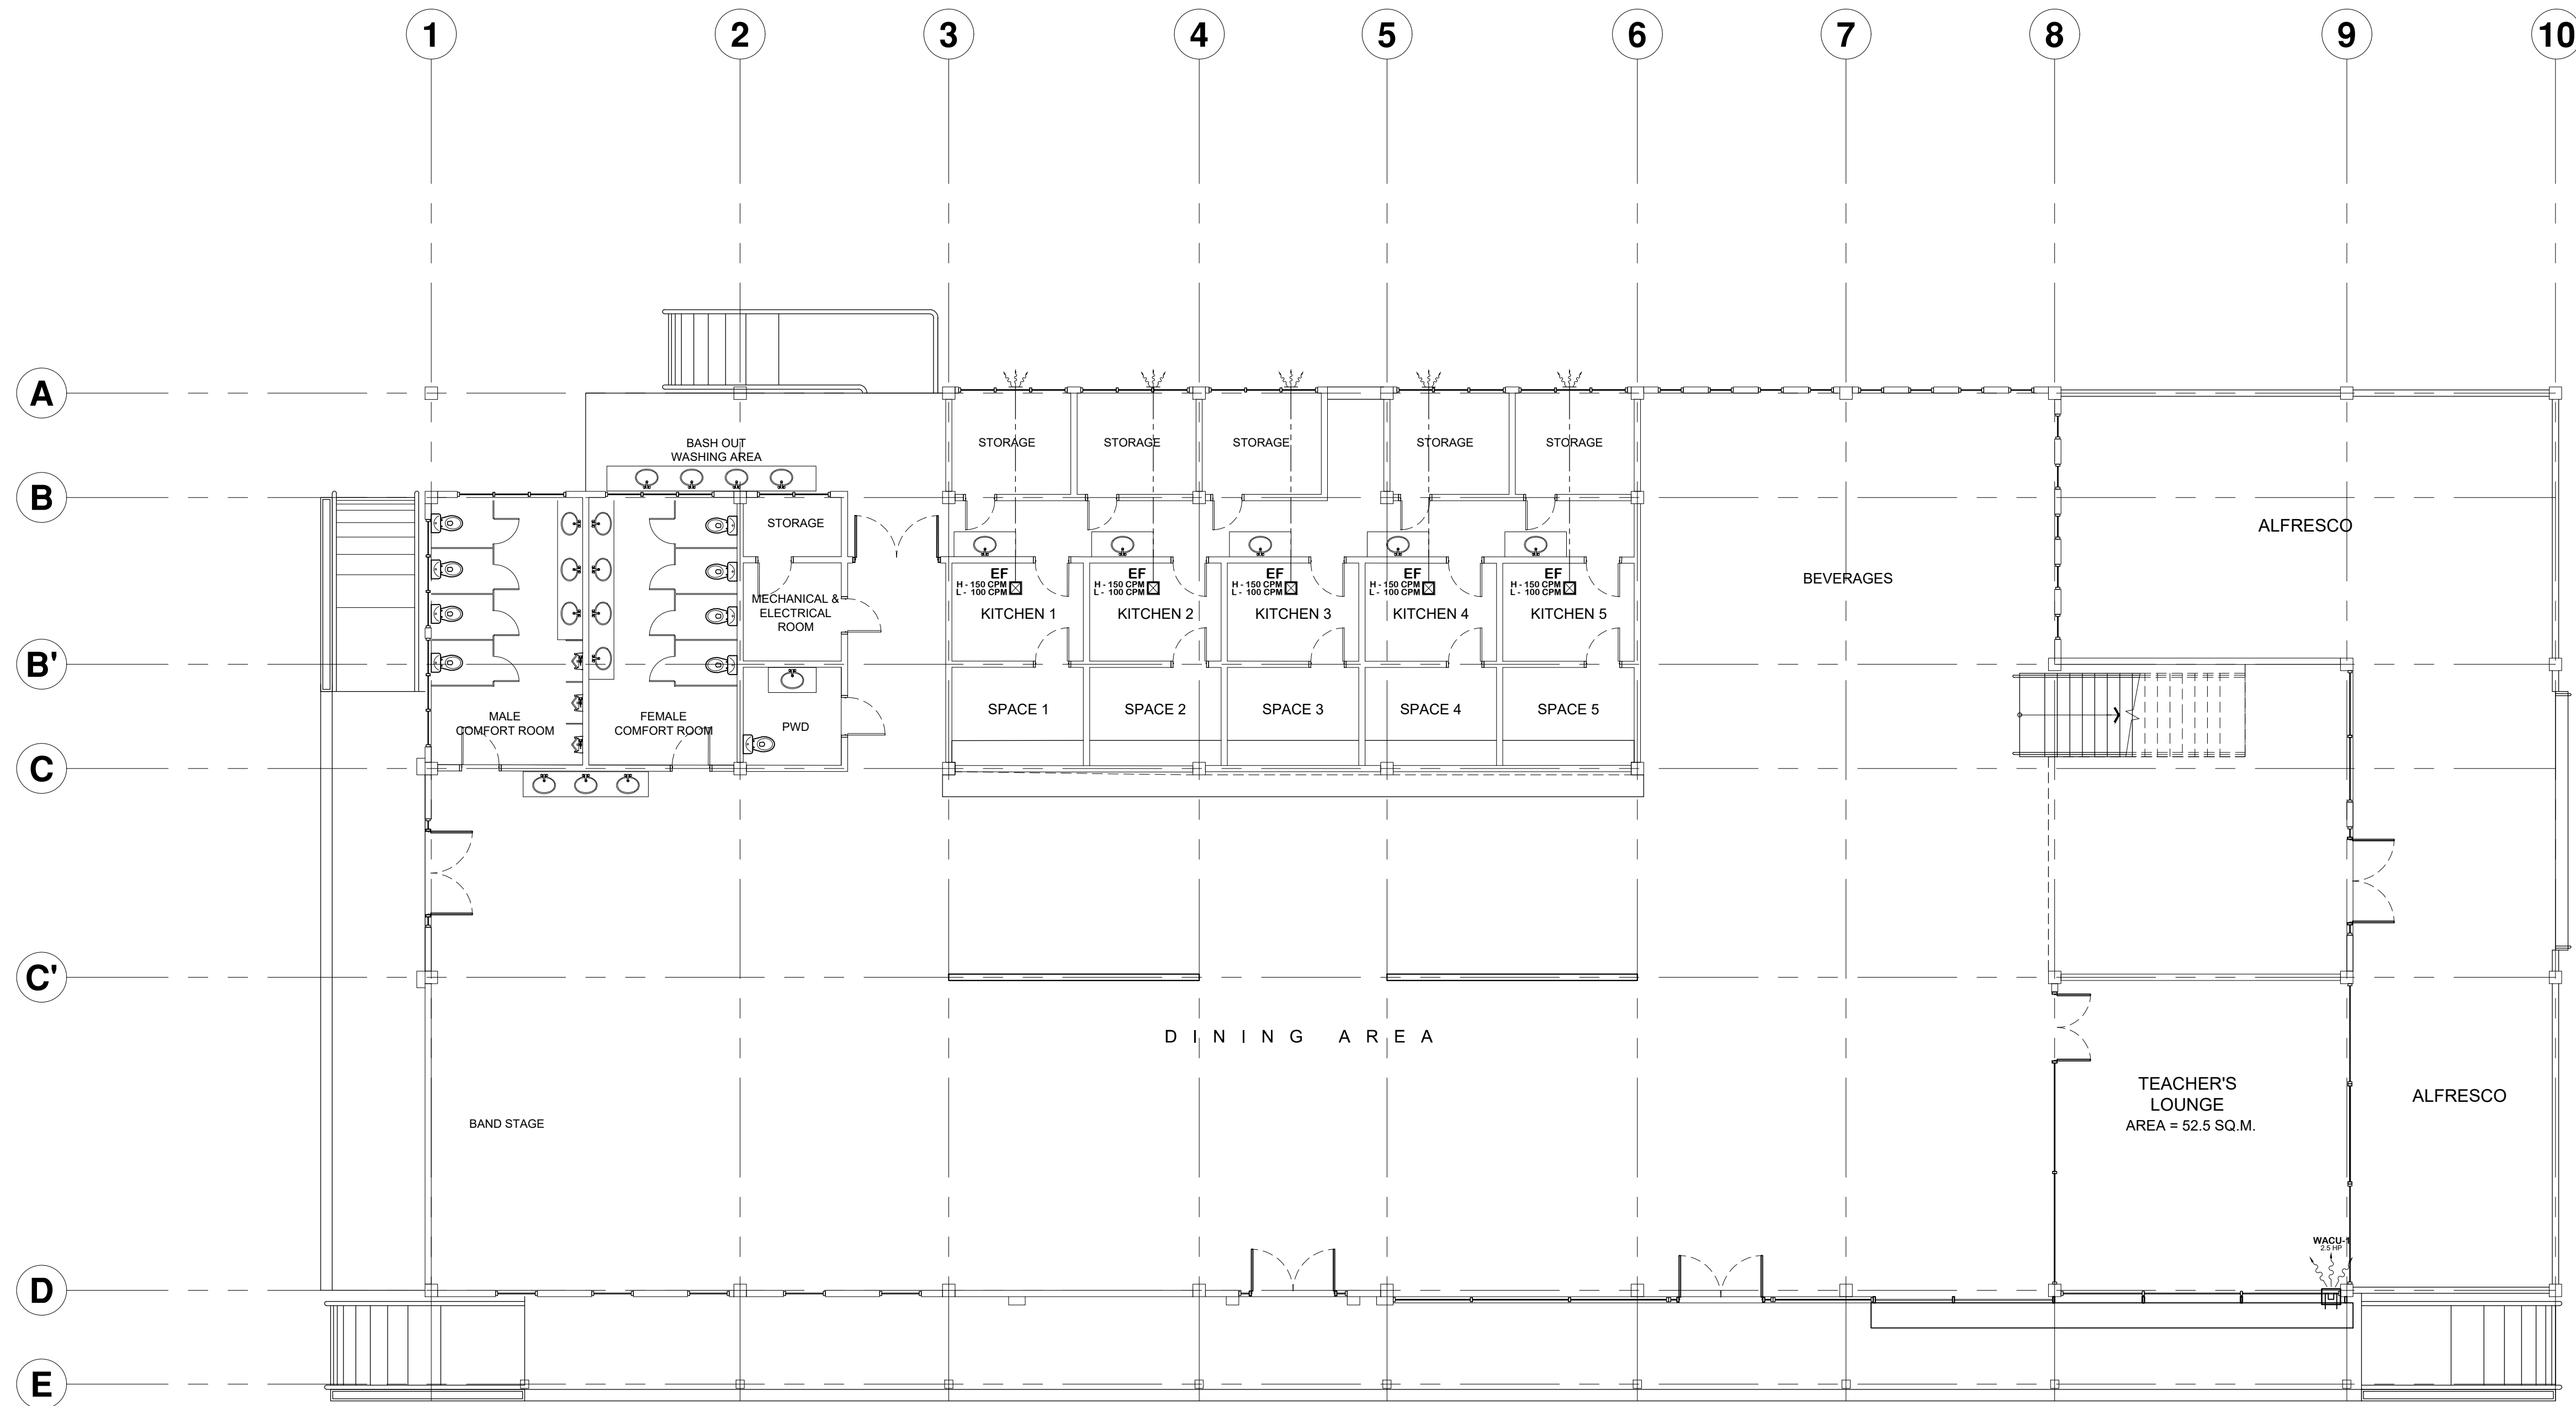 1 2 3 4 5 6 7 8 9 10
A
BASH OUT
WASHING AREA
STORAGE STORAGE STORAGE STORAGE STORAGE
B
STORAGE
ALFRESCO
EF EF EF EF EF
H - 150 CPM H - 150 CPM H - 150 CPM H - 150 CPM H - 150 CPM
L - 100 CPM L - 100 CPM L - 100 CPM L - 100 CPM L - 100 CPM
BEVERAGES
MECHANICAL &
ELECTRICAL
ROOM
KITCHEN 1 KITCHEN 2 KITCHEN 3 KITCHEN 4 KITCHEN 5
B'
MALE
COMFORT ROOM
FEMALE
COMFORT ROOM
PWD
SPACE 1 SPACE 2 SPACE 3 SPACE 4 SPACE 5
C
C'
DINING AREA
TEACHER'S
LOUNGE
AREA = 52.5 SQ.M.
ALFRESCO
BAND STAGE
WACU-1
2.5 HP
D
E